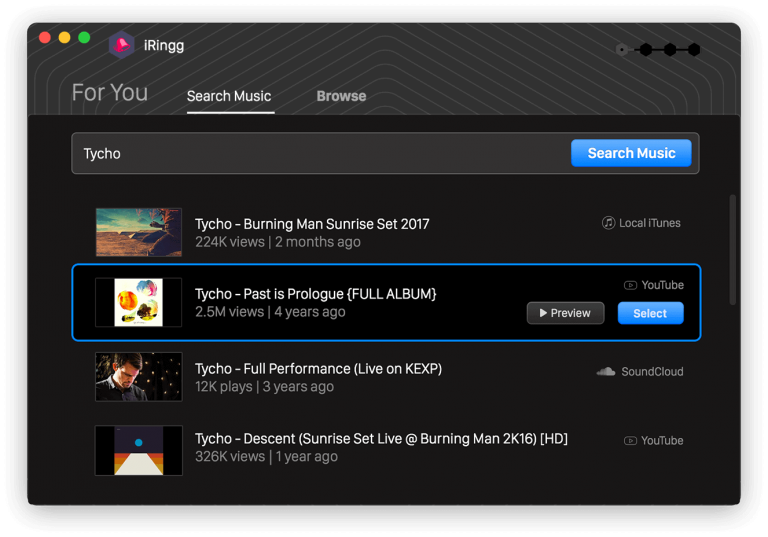 iRingg
For You
Search Music
Browse
Tycho
Search Music
Tycho - Burning Man Sunrise Set 2017
224K views | 2 months ago
Local iTunes
Tycho - Past is Prologue {FULL ALBUM}
2.5M views | 4 years ago
YouTube
Preview
Select
Tycho - Full Performance (Live on KEXP)
12K plays | 3 years ago
SoundCloud
Tycho - Descent (Sunrise Set Live @ Burning Man 2K16) [HD]
326K views | 1 year ago
YouTube